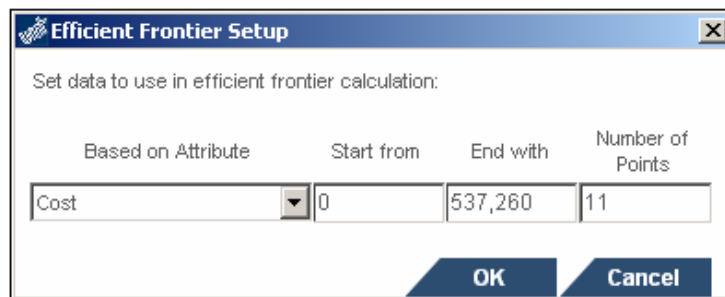 Efficient Frontier Setup
Set data to use in efficient frontier calculation:
Based on Attribute Start from End with Number of Points
Cost 0 537,260 11
OK Cancel